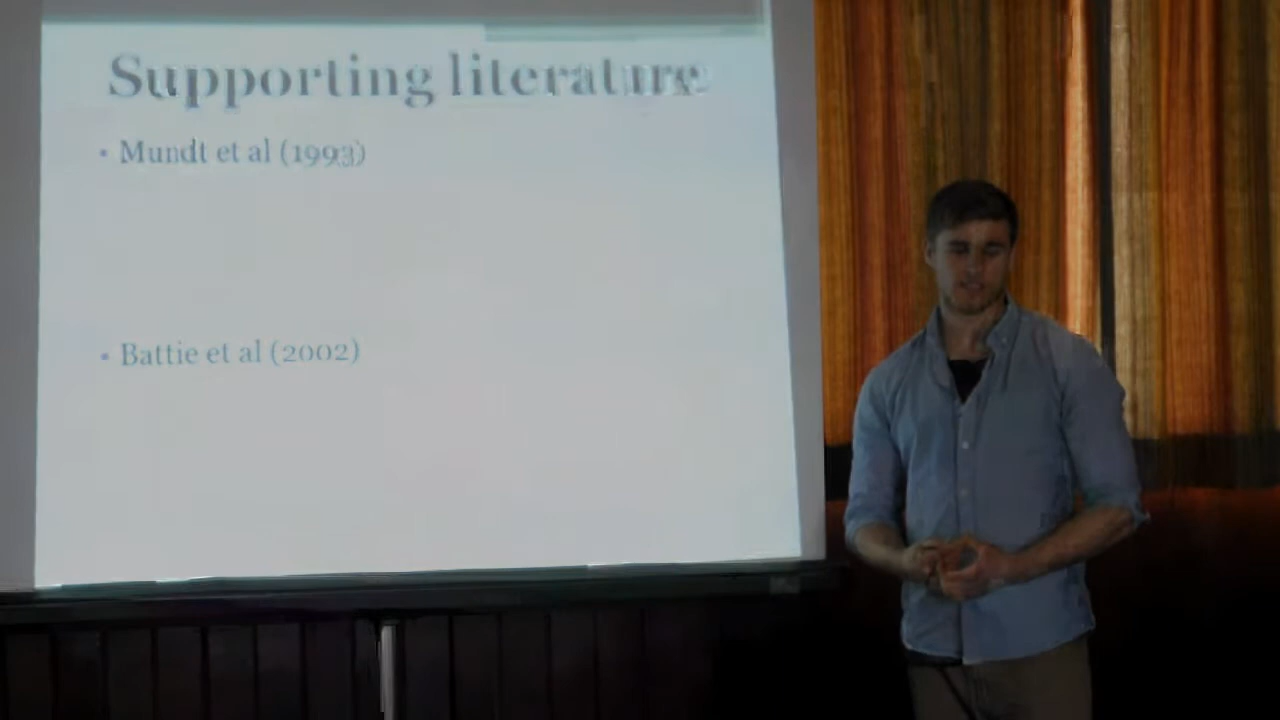 Supporting literature
• Mundt et al (1993)
• Battie et al (2002)